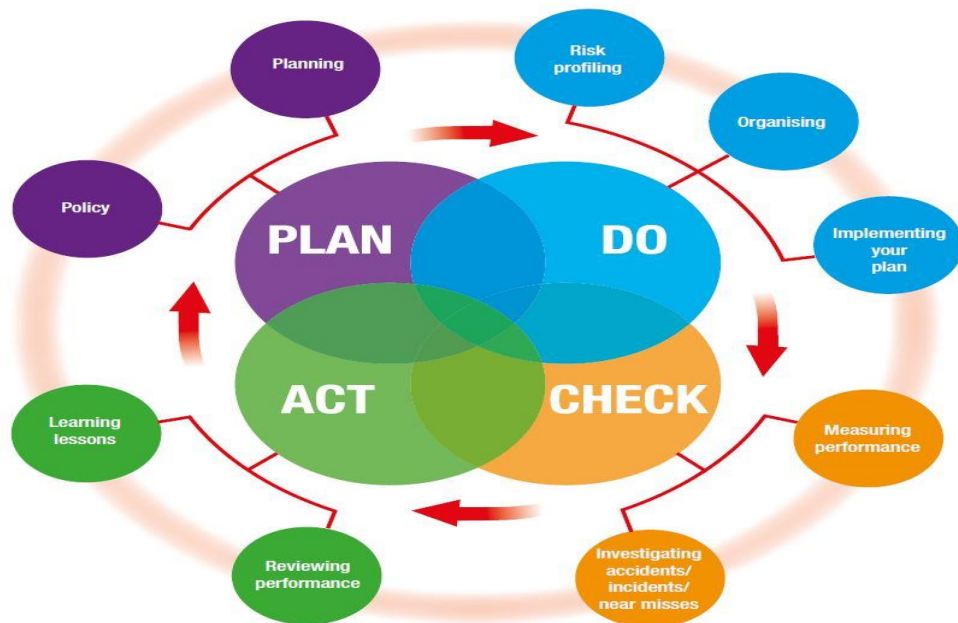 Planning
Risk
profiling
Organising
Policy
PLAN
DO
Implementing
your
plan
ACT
CHECK
Learning
lessons
Measuring
performance
Reviewing
performance
Investigating
accidents/
incidents/
near misses